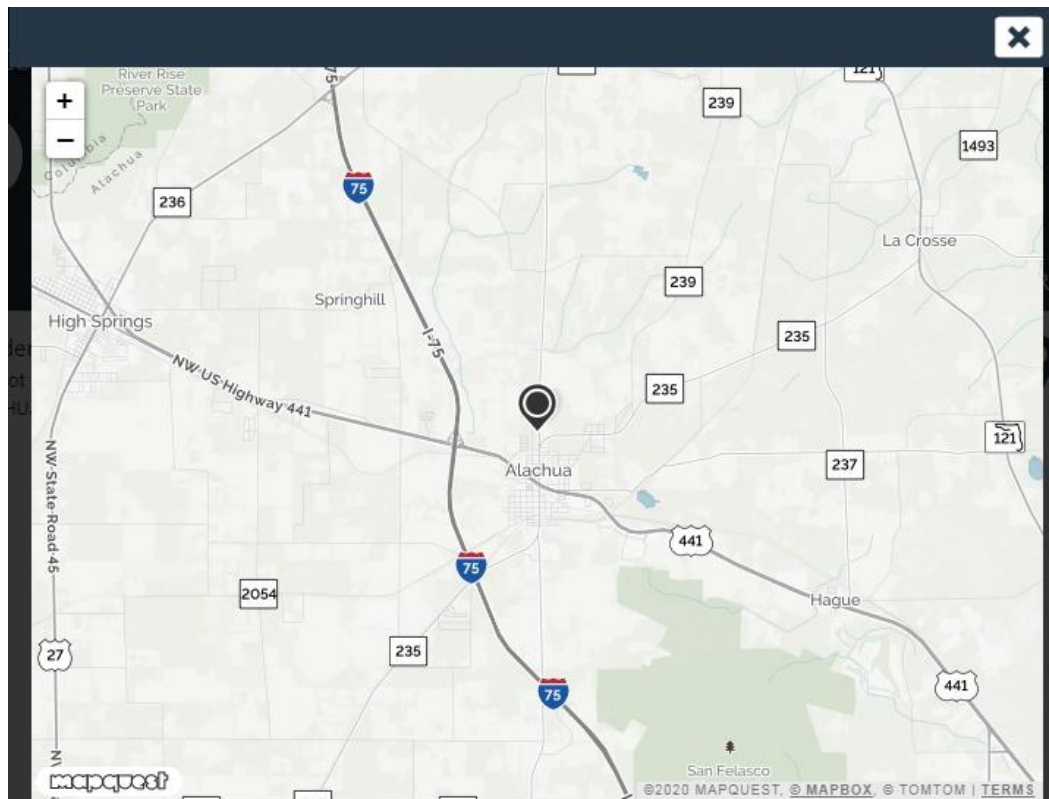 River Rise
Preserve State
Park
75
121
239
1493
+
−
Columbia
Alachua
75
236
La Crosse
239
Springhill
High Springs
I-75
235
NW US Highway 441
235
121
Alachua
237
NW State Road 45
441
75
2054
Hague
235
27
441
75
San Felasco
mapquest
©2020 MAPQUEST, © MAPBOX, © TOMTOM | TERMS